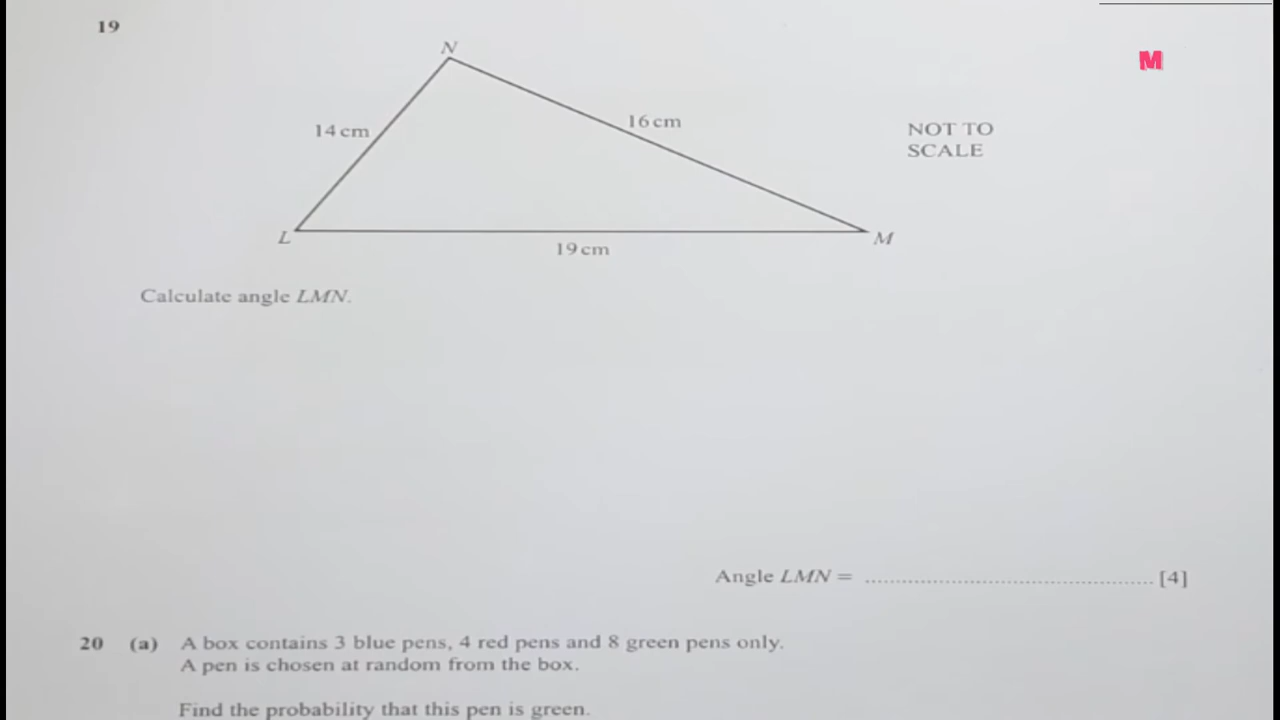 19
N
M
14 cm
16 cm
NOT TO
SCALE
L
M
19 cm
Calculate angle LMN.
Angle LMN = ........................................... [4]
20 (a) A box contains 3 blue pens, 4 red pens and 8 green pens only.
A pen is chosen at random from the box.
Find the probability that this pen is green.